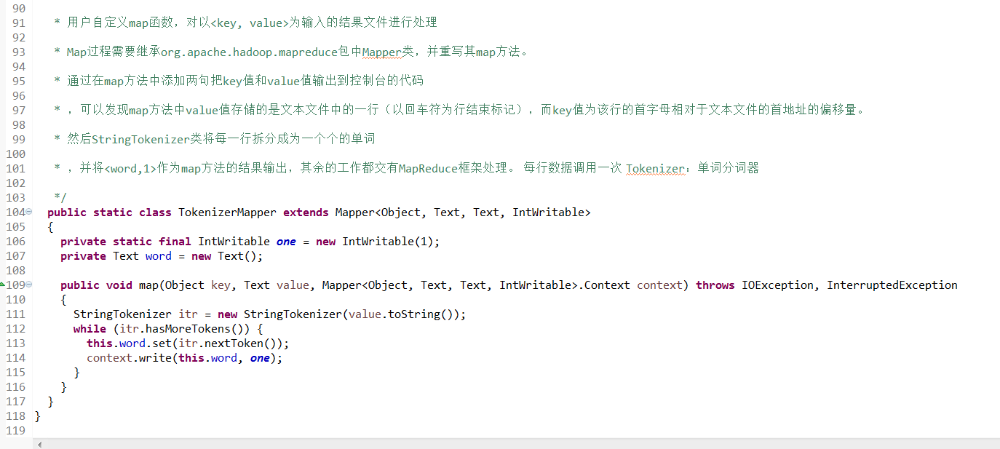 90
91 * 用户自定义map函数，对以<key, value>为输入的结果文件进行处理
92
93 * Map过程需要继承org.apache.hadoop.mapreduce包中Mapper类，并重写其map方法。
94
95 * 通过在map方法中添加两句把key值和value值输出到控制台的代码
96
97 * ，可以发现map方法中value值存储的是文本文件中的一行（以回车符为行结束标记），而key值为该行的首字母相对于文本文件的首地址的偏移量。
98
99 * 然后StringTokenizer类将每一行拆分成为一个个的单词
100
101 * ，并将<word,1>作为map方法的结果输出，其余的工作都交有MapReduce框架处理。 每行数据调用一次 Tokenizer：单词分词器
102
103 */
104 public static class TokenizerMapper extends Mapper<Object, Text, Text, IntWritable>
105 {
106 private static final IntWritable one = new IntWritable(1);
107 private Text word = new Text();
108
109 public void map(Object key, Text value, Mapper<Object, Text, Text, IntWritable>.Context context) throws IOException, InterruptedException
110 {
111 StringTokenizer itr = new StringTokenizer(value.toString());
112 while (itr.hasMoreTokens()) {
113 this.word.set(itr.nextToken());
114 context.write(this.word, one);
115 }
116 }
117 }
118 }
119